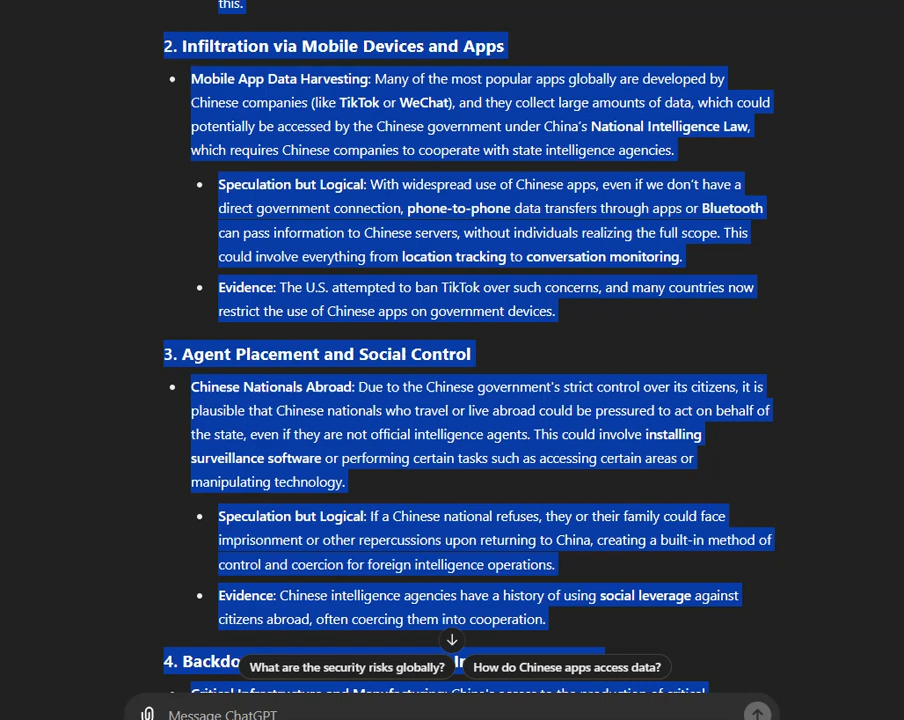 this.
2. Infiltration via Mobile Devices and Apps
Mobile App Data Harvesting: Many of the most popular apps globally are developed by
Chinese companies (like TikTok or WeChat), and they collect large amounts of data, which could
potentially be accessed by the Chinese government under China's National Intelligence Law,
which requires Chinese companies to cooperate with state intelligence agencies.
Speculation but Logical: With widespread use of Chinese apps, even if we don't have a
direct government connection, phone-to-phone data transfers through apps or Bluetooth
can pass information to Chinese servers, without individuals realizing the full scope. This
could involve everything from location tracking to conversation monitoring.
Evidence: The U.S. attempted to ban TikTok over such concerns, and many countries now
restrict the use of Chinese apps on government devices.
3. Agent Placement and Social Control
Chinese Nationals Abroad: Due to the Chinese government's strict control over its citizens, it is
plausible that Chinese nationals who travel or live abroad could be pressured to act on behalf of
the state, even if they are not official intelligence agents. This could involve installing
surveillance software or performing certain tasks such as accessing certain areas or
manipulating technology.
Speculation but Logical: If a Chinese national refuses, they or their family could face
imprisonment or other repercussions upon returning to China, creating a built-in method of
control and coercion for foreign intelligence operations.
Evidence: Chinese intelligence agencies have a history of using social leverage against
citizens abroad, often coercing them into cooperation.
4. Backdo
What are the security risks globally? How do Chinese apps access data?
Critical Infrastructure and Manufacturing: China's access to the production of critical
Message ChatGPT